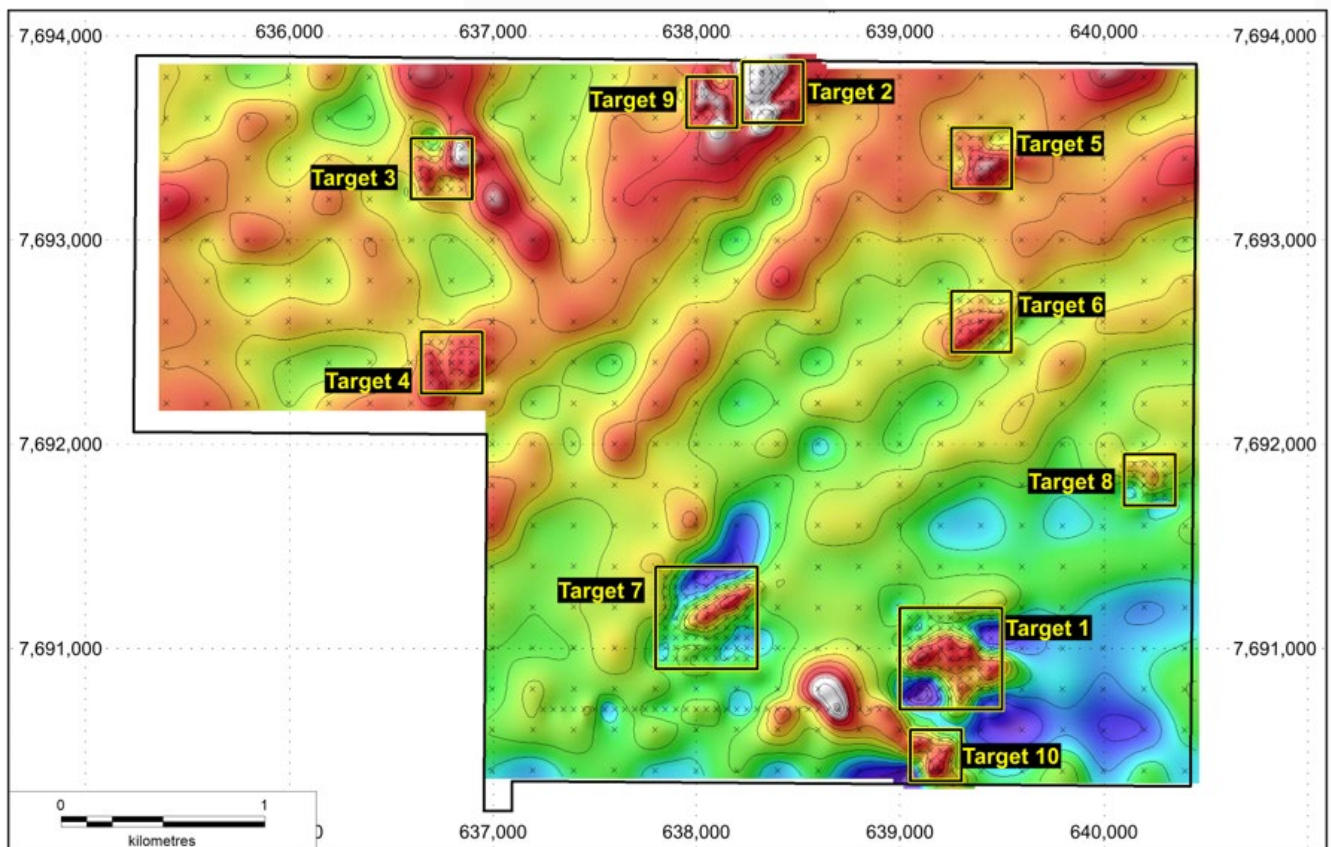 636,000 637,000 638,000 639,000 640,000
7,694,000 7,694,000
Target 9 Target 2
Target 5
Target 3
7,693,000 7,693,000
Target 6
Target 4
7,692,000 7,692,000
Target 8
Target 7
Target 1
7,691,000 7,691,000
Target 10
0 1
kilometres
0 637,000 638,000 639,000 640,000